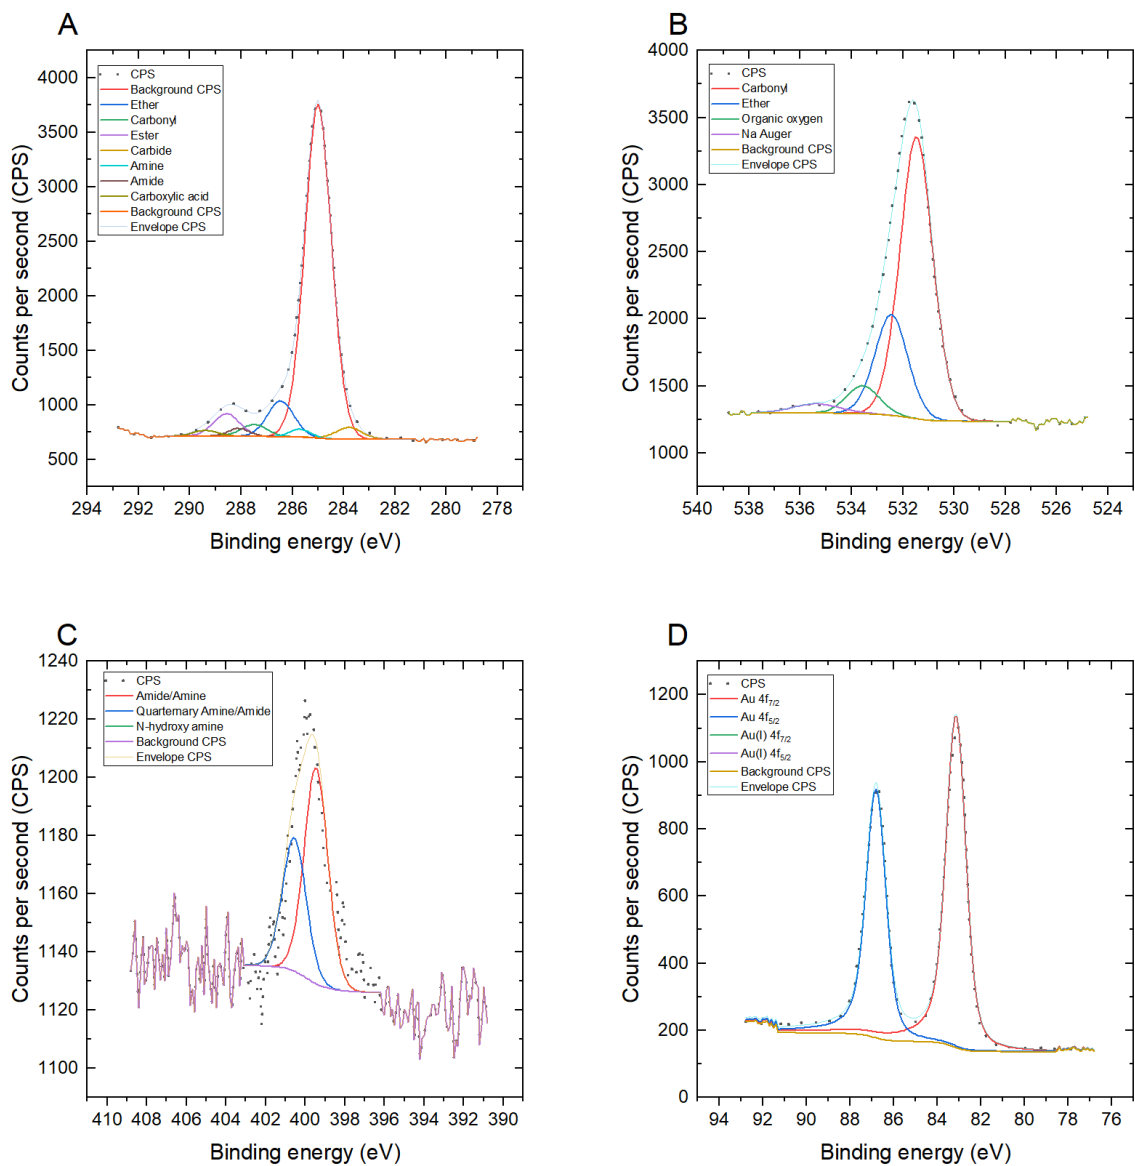 A
4000
3500
3000
2500
2000
1500
1000
500
Counts per second (CPS)
CPS
Background CPS
Ether
Carbonyl
Ester
Carbide
Amine
Amide
Carboxylic acid
Background CPS
Envelope CPS
294 292 290 288 286 284 282 280 278
Binding energy (eV)
B
4000
3500
3000
2500
2000
1500
1000
Counts per second (CPS)
CPS
Carbonyl
Ether
Organic oxygen
Na Auger
Background CPS
Envelope CPS
540 538 536 534 532 530 528 526 524
Binding energy (eV)
C
1240
1220
1200
1180
1160
1140
1120
1100
Counts per second (CPS)
CPS
Amide/Amine
Quarternary Amine/Amide
N-hydroxy amine
Background CPS
Envelope CPS
410 408 406 404 402 400 398 396 394 392 390
Binding energy (eV)
D
1200
1000
800
600
400
200
0
Counts per second (CPS)
CPS
Au 4f7/2
Au 4f5/2
Au(I) 4f7/2
Au(I) 4f5/2
Background CPS
Envelope CPS
94 92 90 88 86 84 82 80 78 76
Binding energy (eV)